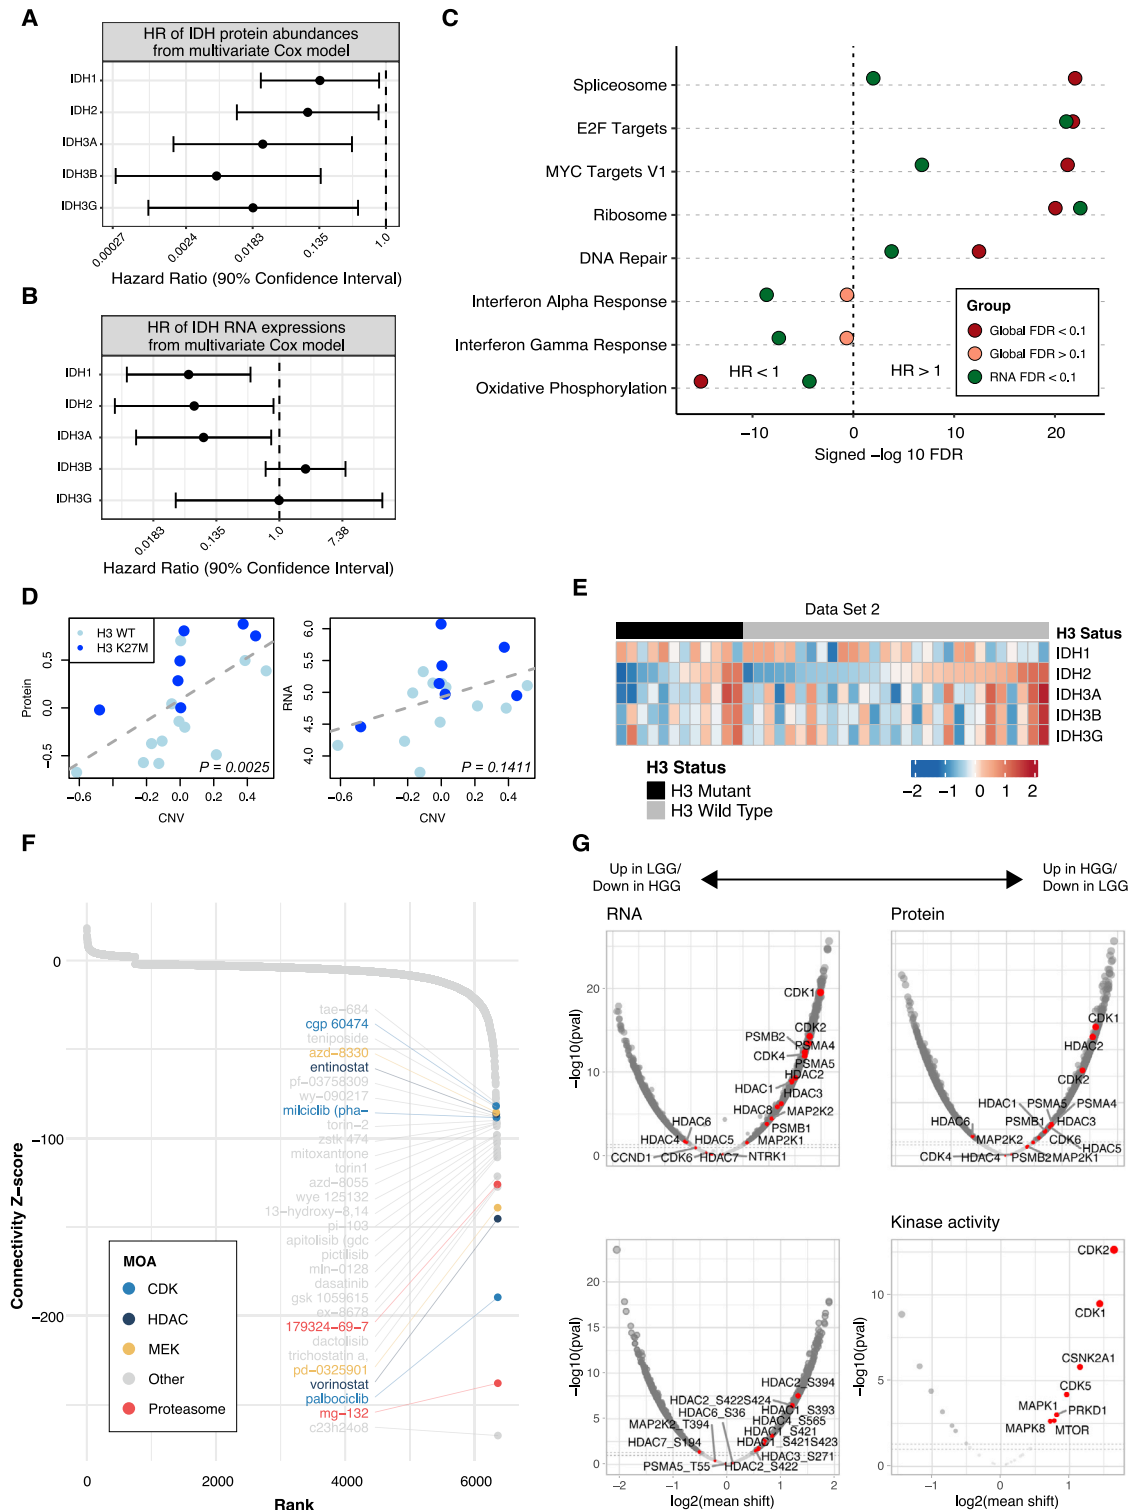 A
HR of IDH protein abundances
from multivariate Cox model
IDH1
IDH2
IDH3A
IDH3B
IDH3G
0.00027
0.0024
0.0183
0.135
1.0
Hazard Ratio (90% Confidence Interval)
B
HR of IDH RNA expressions
from multivariate Cox model
IDH1
IDH2
IDH3A
IDH3B
IDH3G
0.0183
0.135
1.0
7.38
Hazard Ratio (90% Confidence Interval)
C
Spliceosome
E2F Targets
MYC Targets V1
Ribosome
DNA Repair
Interferon Alpha Response
Interferon Gamma Response
Oxidative Phosphorylation
HR < 1
HR > 1
Group
Global FDR < 0.1
Global FDR > 0.1
RNA FDR < 0.1
−10 0 10 20
Signed −log 10 FDR
D
H3 WT
H3 K27M
Protein
0.5
0.0
−0.5
P = 0.0025
−0.6 −0.2 0.0 0.2 0.4
CNV
RNA
6.0
5.5
5.0
4.5
4.0
P = 0.1411
−0.6 −0.2 0.0 0.2 0.4
CNV
E
Data Set 2
H3 Satus
IDH1
IDH2
IDH3A
IDH3B
IDH3G
H3 Status
H3 Mutant
H3 Wild Type
−2 −1 0 1 2
F
Connectivity Z−score
0
−100
−200
tae−684
cgp 60474
teniposide
azd−8330
entinostat
pf−03758309
wy−090217
milciclib (pha−
torin−2
zstk 474
mitoxantrone
torin1
azd−8055
wye 125132
13−hydroxy−8,14
pi−103
apitolisib (gdc
pictilisib
mln−0128
dasatinib
gsk 1059615
ex−8678
179324−69−7
dactolisib
trichostatin a,
pd−0325901
vorinostat
palbociclib
mg−132
c23h24o8
MOA
CDK
HDAC
MEK
Other
Proteasome
0 2000 4000 6000
Rank
G
Up in LGG/
Down in HGG
Up in HGG/
Down in LGG
RNA
−log10(pval)
20
10
0
CDK1
CDK2
PSMB2
PSMA4
CDK4
PSMA5
HDAC2
HDAC1
HDAC3
HDAC8
MAP2K2
HDAC6
PSMB1
HDAC4
HDAC5
MAP2K1
CCND1
CDK6
HDAC7
NTRK1
Protein
20
10
0
CDK1
HDAC2
CDK2
HDAC1
PSMA5
PSMA4
HDAC6
PSMB1
HDAC3
MAP2K2
CDK6
HDAC5
CDK4
HDAC4
PSMB2
MAP2K1
−log10(pval)
20
15
10
5
0
HDAC2_S394
HDAC2_S422S424
HDAC1_S393
HDAC6_S36
HDAC4_S565
MAP2K2_T394
HDAC1_S421
HDAC7_S194
HDAC1_S421S423
HDAC3_S271
PSMA5_T55
HDAC2_S422
−2 −1 0 1 2
log2(mean shift)
Kinase activity
10
5
0
CDK2
CDK1
CSNK2A1
CDK5
MAPK1
PRKD1
MAPK8
MTOR
−1 0 1
log2(mean shift)